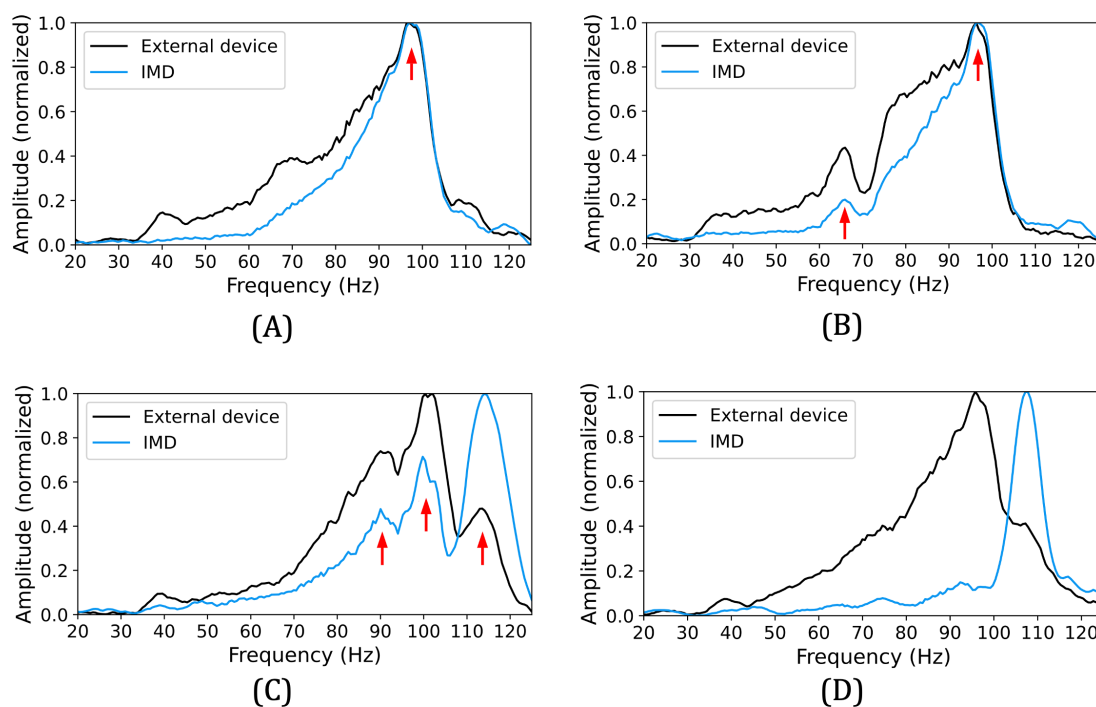 1.0
0.8
0.6
0.4
0.2
0.0
Amplitude (normalized)
External device
IMD
20 30 40 50 60 70 80 90 100 110 120
Frequency (Hz)
(A)
1.0
0.8
0.6
0.4
0.2
0.0
Amplitude (normalized)
External device
IMD
20 30 40 50 60 70 80 90 100 110 120
Frequency (Hz)
(B)
1.0
0.8
0.6
0.4
0.2
0.0
Amplitude (normalized)
External device
IMD
20 30 40 50 60 70 80 90 100 110 120
Frequency (Hz)
(C)
1.0
0.8
0.6
0.4
0.2
0.0
Amplitude (normalized)
External device
IMD
20 30 40 50 60 70 80 90 100 110 120
Frequency (Hz)
(D)